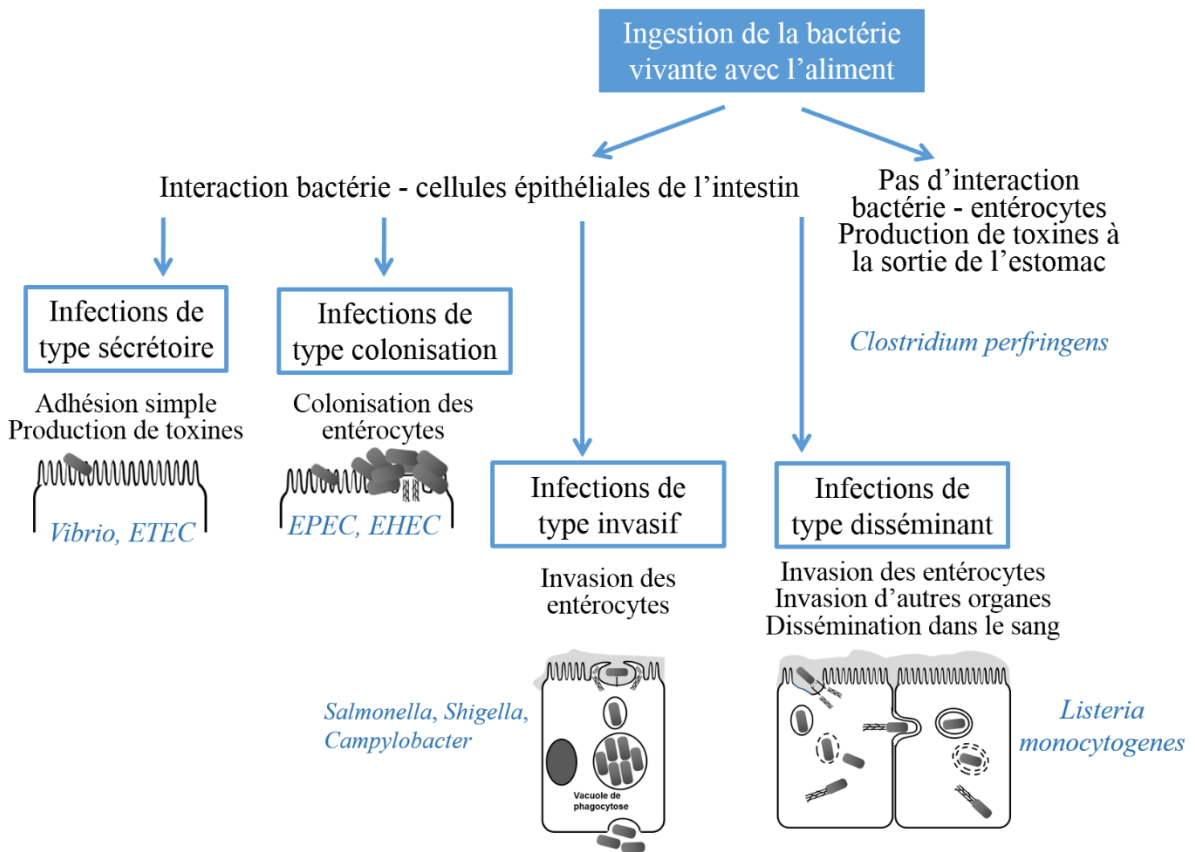 Ingestion de la bactérie
vivante avec l'aliment
Interaction bactérie - cellules épithéliales de l'intestin
Pas d'interaction
bactérie - entérocytes
Production de toxines à
la sortie de l'estomac
Clostridium perfringens
Infections de
type sécrétoire
Adhésion simple
Production de toxines
Vibrio, ETEC
Infections de
type colonisation
Colonisation des
entérocytes
EPEC, EHEC
Infections de
type invasif
Invasion des
entérocytes
Salmonella, Shigella,
Campylobacter
Vacuole de
phagocytose
Infections de
type disséminant
Invasion des entérocytes
Invasion d'autres organes
Dissémination dans le sang
Listeria
monocytogenes